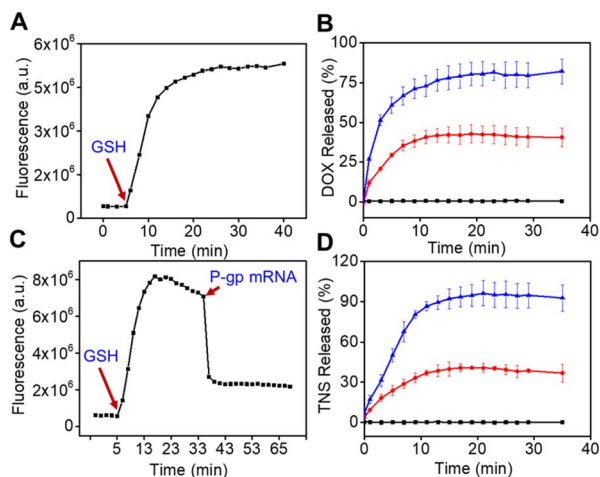 A
Fluorescence (a.u.)
6x10⁶
5x10⁶
3x10⁶
2x10⁶
0
GSH
0 10 20 30 40
Time (min)
B
DOX Released (%)
100
75
50
25
0
0 10 20 30 40
Time (min)
C
Fluorescence (a.u.)
8x10⁶
6x10⁶
4x10⁶
2x10⁶
0
GSH
P-gp mRNA
5 13 23 33 43 53 65
Time (min)
D
TNS Released (%)
120
90
60
30
0
0 10 20 30 40
Time (min)